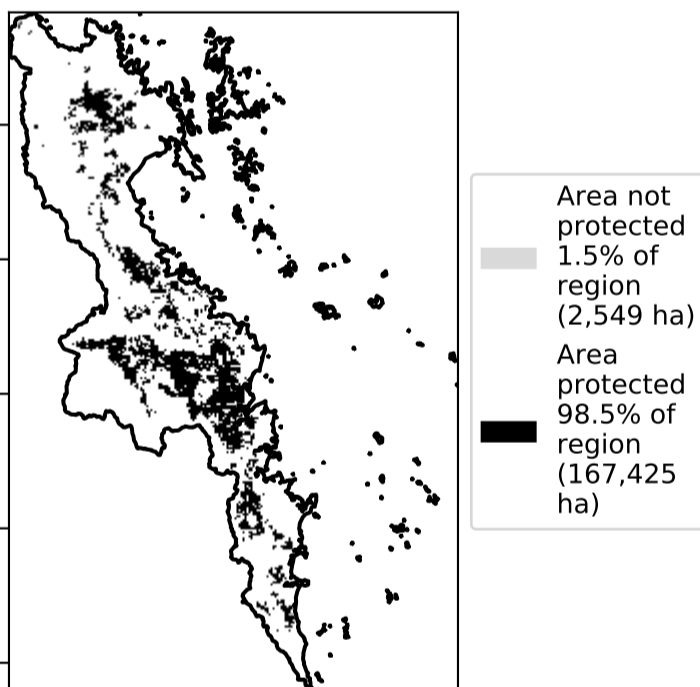 Area not
protected
1.5% of
region
(2,549 ha)
Area
protected
98.5% of
region
(167,425
ha)